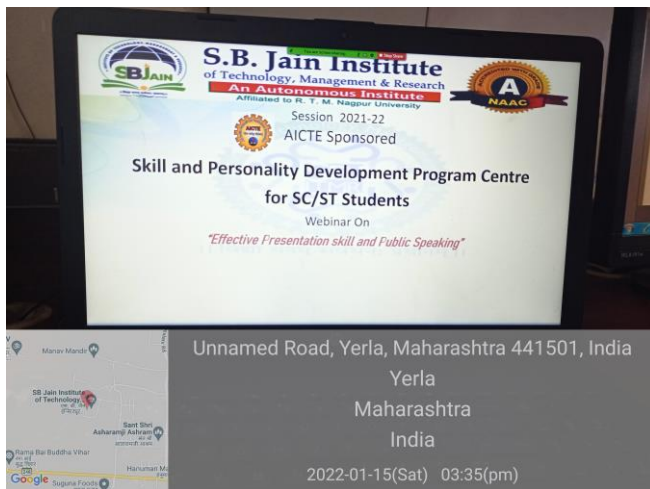 SBJAIN
S.B. Jain Institute
of Technology, Management & Research
An Autonomous Institute
Affiliated to R. T. M. Nagpur University
A
NAAC
Session 2021-22
AICTE
AICTE Sponsored
Skill and Personality Development Program Centre
for SC/ST Students
Webinar On
"Effective Presentation skill and Public Speaking"
Manav Mandir
SB Jain Institute
of Technology,
Sant Shri
Asharamji Ashram
Rama Bai Buddha Vihar
Hanuman
Google
Suguna Foods
Unnamed Road, Yerla, Maharashtra 441501, India
Yerla
Maharashtra
India
2022-01-15(Sat) 03:35(pm)